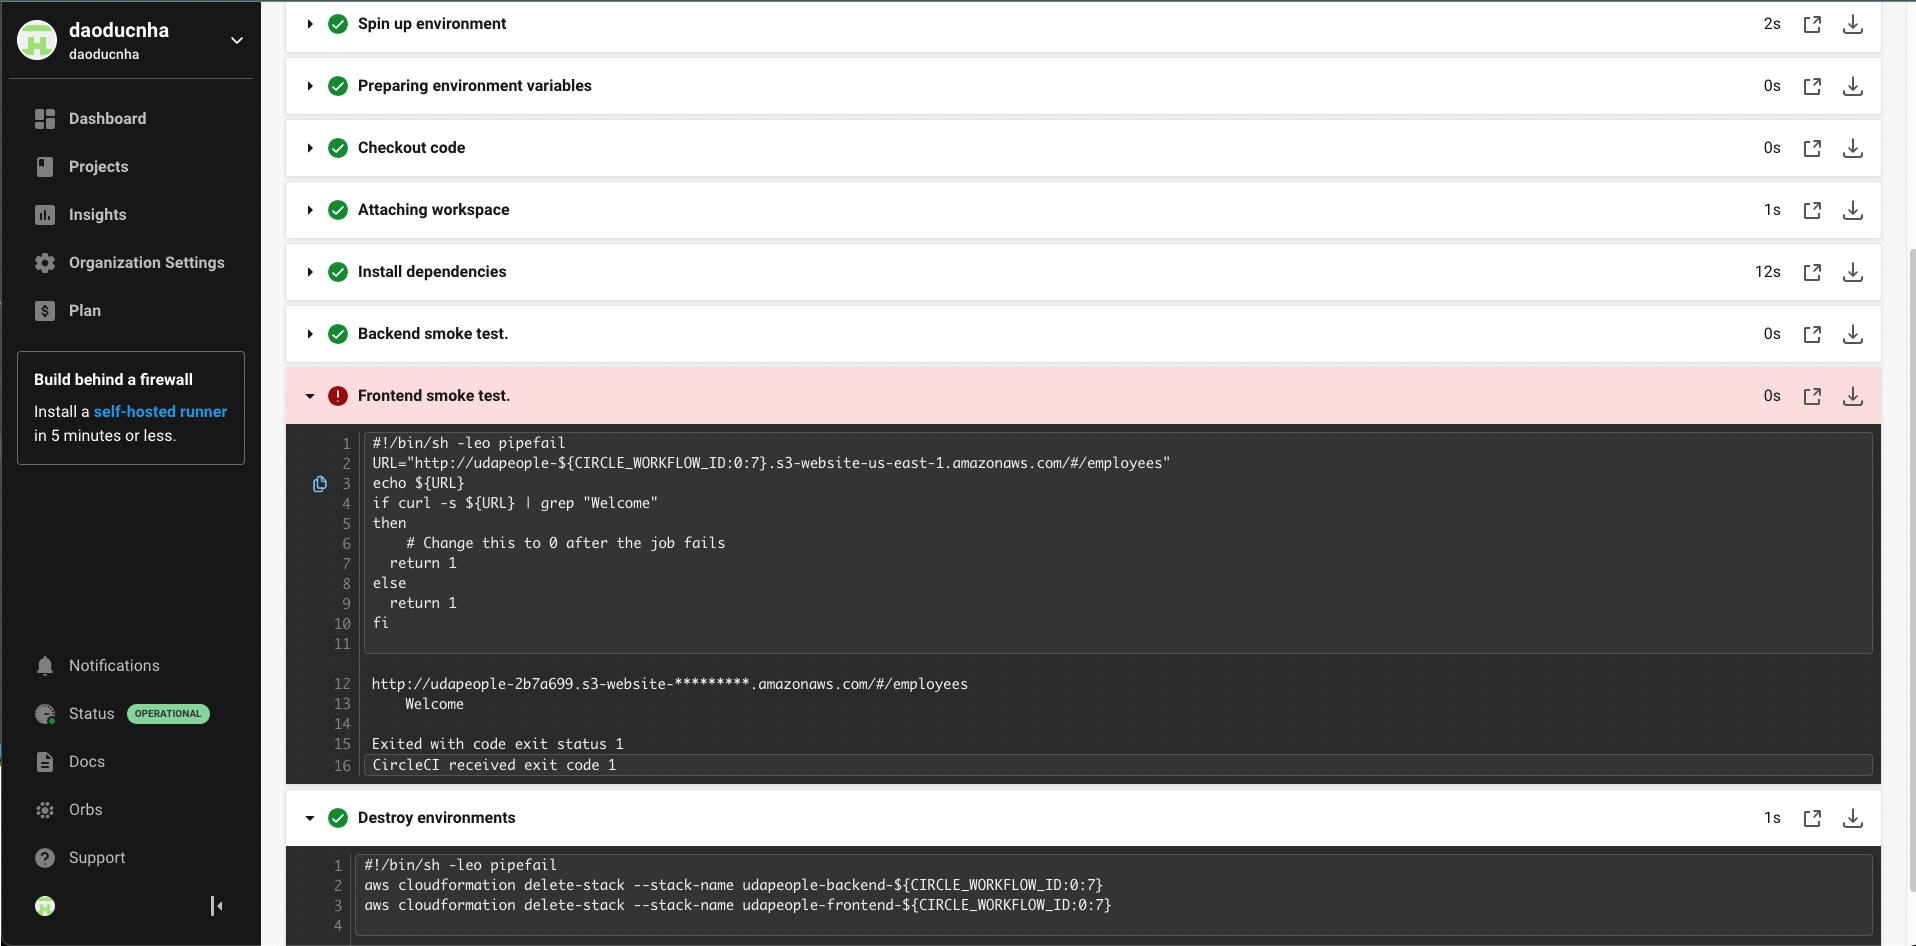 daoducnha
daoducnha
Dashboard
Projects
Insights
Organization Settings
Plan
Build behind a firewall
Install a self-hosted runner
in 5 minutes or less.
Notifications
Status OPERATIONAL
Docs
Orbs
Support
Spin up environment 2s
Preparing environment variables 0s
Checkout code 0s
Attaching workspace 1s
Install dependencies 12s
Backend smoke test. 0s
Frontend smoke test. 0s
1 #!/bin/sh -leo pipefail
2 URL="http://udapeople-${CIRCLE_WORKFLOW_ID:0:7}.s3-website-us-east-1.amazonaws.com/#/employees"
3 echo ${URL}
4 if curl -s ${URL} | grep "Welcome"
5 then
6     # Change this to 0 after the job fails
7   return 1
8 else
9   return 1
10 fi
11
12 http://udapeople-2b7a699.s3-website-*********.amazonaws.com/#/employees
13     Welcome
14
15 Exited with code exit status 1
16 CircleCI received exit code 1
Destroy environments 1s
1 #!/bin/sh -leo pipefail
2 aws cloudformation delete-stack --stack-name udapeople-backend-${CIRCLE_WORKFLOW_ID:0:7}
3 aws cloudformation delete-stack --stack-name udapeople-frontend-${CIRCLE_WORKFLOW_ID:0:7}
4